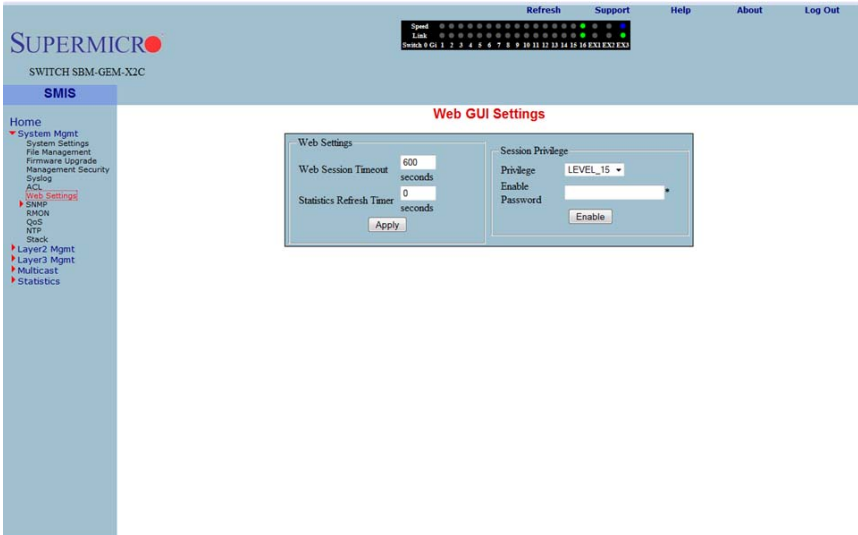 Refresh Support Help About Log Out
SUPERMICRO
SWITCH SBM-GEM-X2C
Speed
Link
Switch 0 Gi 1 2 3 4 5 6 7 8 9 10 11 12 13 14 15 16 EX1 EX2 EX3
SMIS
Home
System Mgmt
System Settings
File Management
Firmware Upgrade
Management Security
Syslog
ACL
Web Settings
SNMP
RMON
QoS
NTP
Stack
Layer2 Mgmt
Layer3 Mgmt
Multicast
Statistics
Web GUI Settings
Web Settings
Web Session Timeout 600
seconds
Statistics Refresh Timer 0
seconds
Apply
Session Privilege
Privilege LEVEL_15
Enable
Password *
Enable